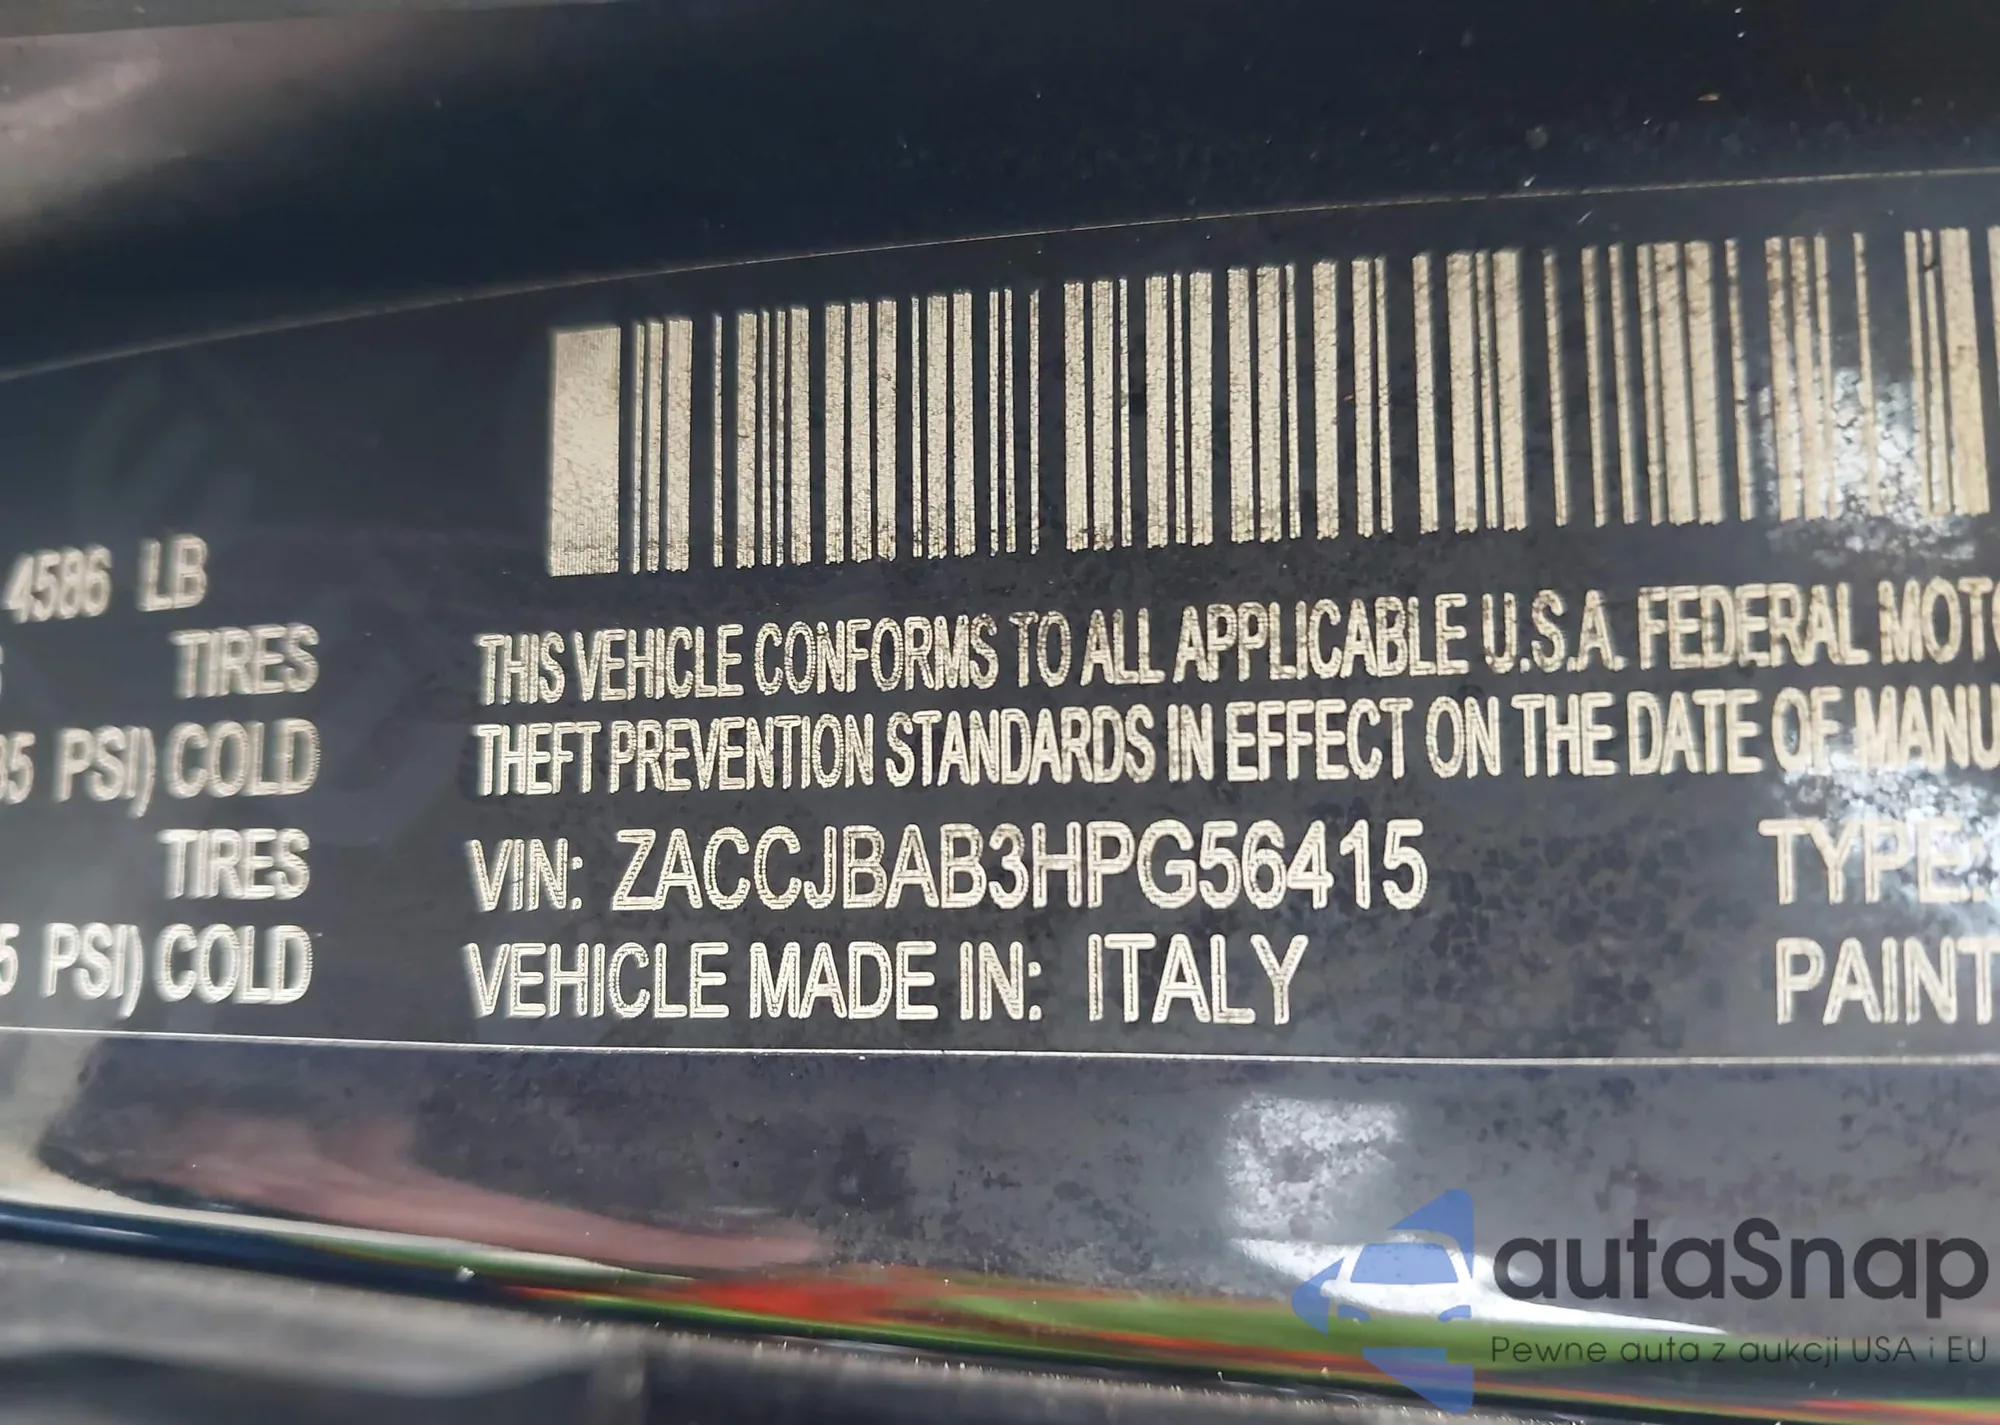 4586 LB
TIRES
35 PSI) COLD
TIRES
5 PSI) COLD
THIS VEHICLE CONFORMS TO ALL APPLICABLE U.S.A. FEDERAL MOTO
THEFT PREVENTION STANDARDS IN EFFECT ON THE DATE OF MANU
VIN: ZACCJBAB3HPG56415
VEHICLE MADE IN: ITALY
TYPE:
PAINT
autaSnap
Pewne auta z aukcji USA i EU